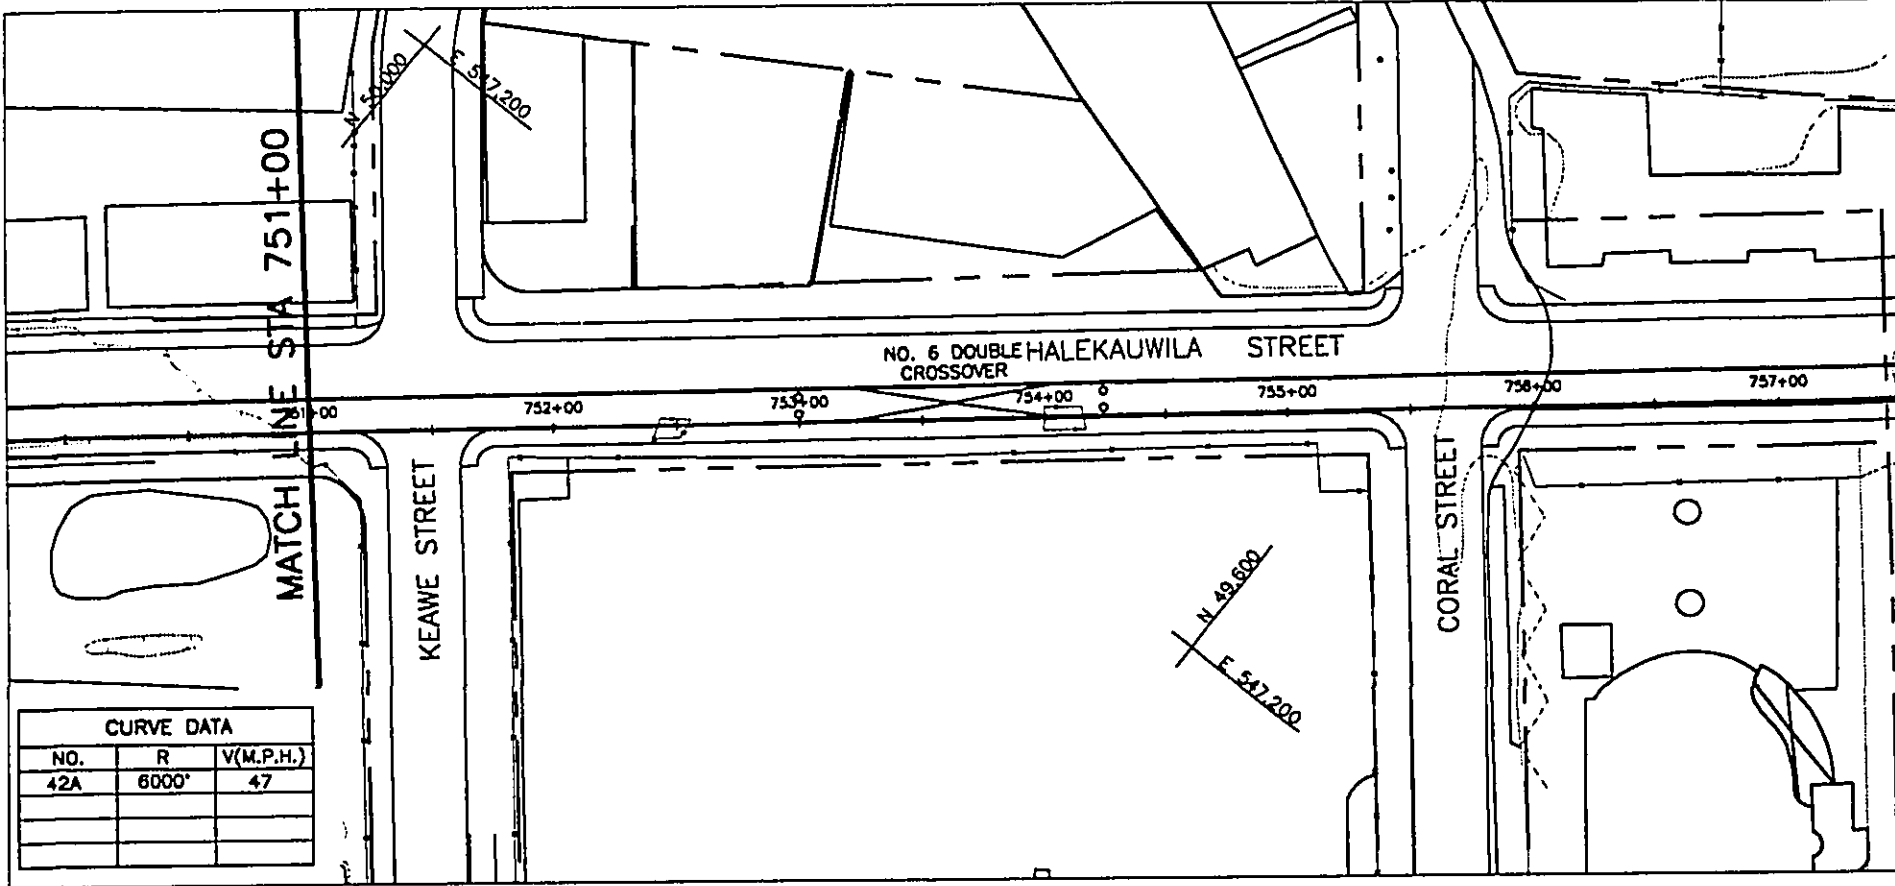 N 50,000
E 547,200
MATCH LINE STA 751+00
NO. 6 DOUBLE
CROSSOVER
HALEKAUWILA STREET
751+00
752+00
753+00
754+00
755+00
756+00
757+00
KEAWE STREET
CORAL STREET
N 49,600
E 547,200
CURVE DATA
NO. R V(M.P.H.)
42A 6000' 47